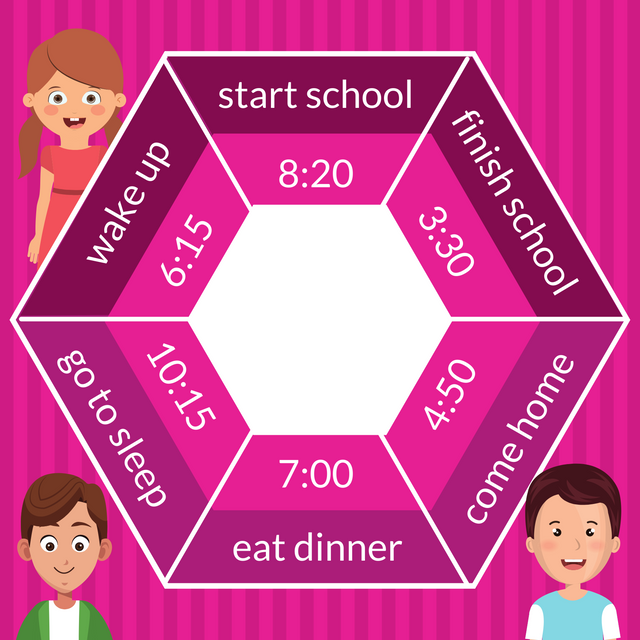 wake up
6:15
start school
8:20
finish school
3:30
come home
4:50
eat dinner
7:00
go to sleep
10:15